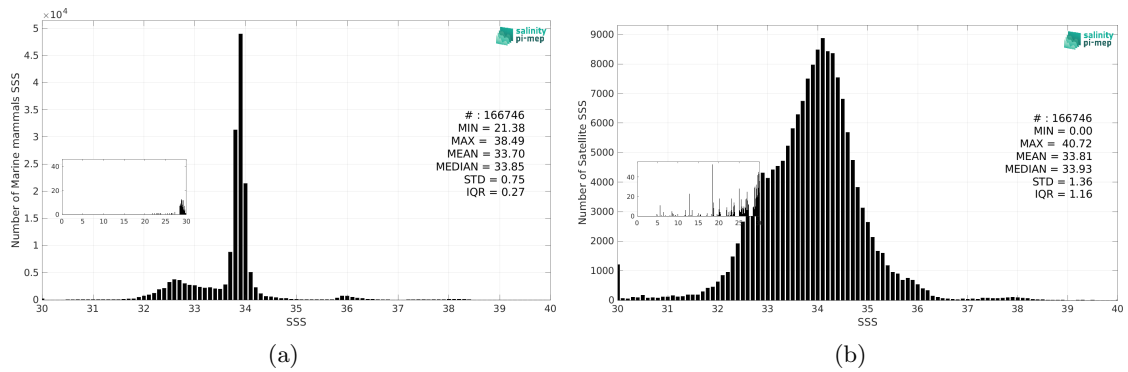 ×10⁴
5
4.5
4
3.5
3
2.5
2
1.5
1
0.5
0
Number of Marine mammals SSS
salinity
pi-mep
# : 166746
MIN = 21.38
MAX = 38.49
MEAN = 33.70
MEDIAN = 33.85
STD = 0.75
IQR = 0.27
40
20
0
0 5 10 15 20 25 30
30 31 32 33 34 35 36 37 38 39 40
SSS
(a)
9000
8000
7000
6000
5000
4000
3000
2000
1000
0
Number of Satellite SSS
salinity
pi-mep
# : 166746
MIN = 0.00
MAX = 40.72
MEAN = 33.81
MEDIAN = 33.93
STD = 1.36
IQR = 1.16
40
20
0
0 5 10 15 20 25
30 31 32 33 34 35 36 37 38 39 40
SSS
(b)